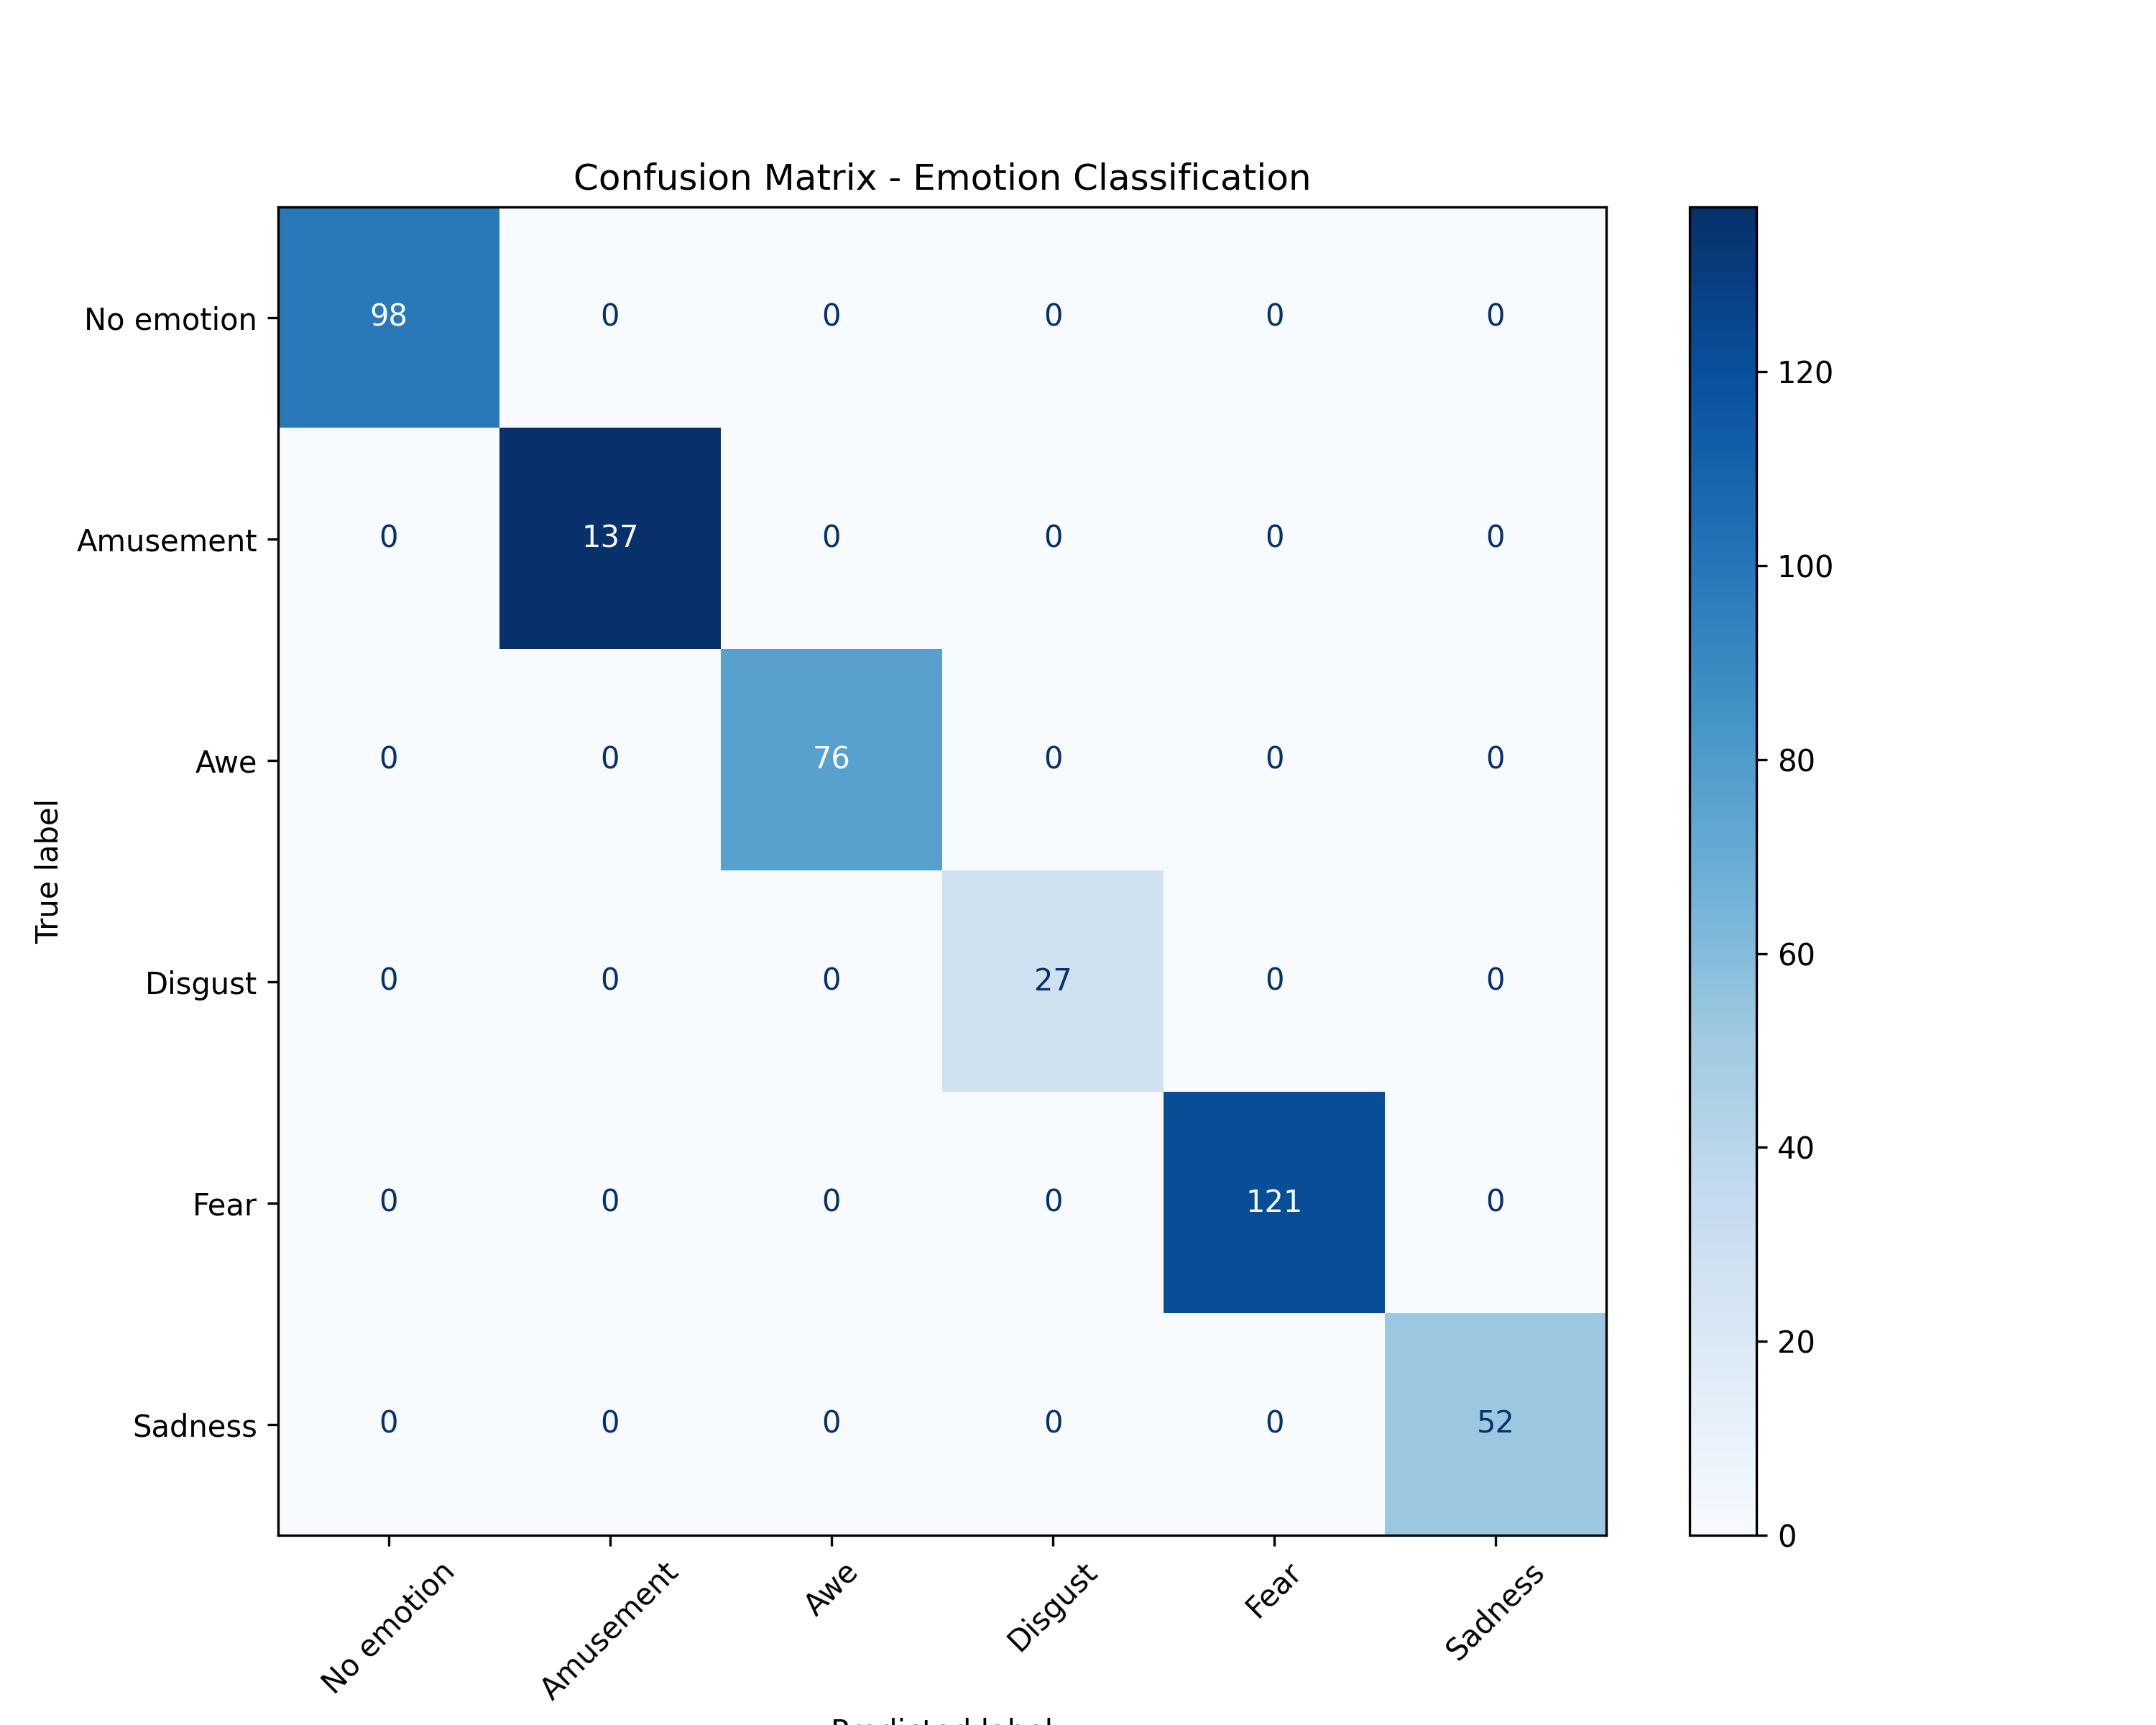 Confusion Matrix - Emotion Classification
No emotion 98 0 0 0 0 0
Amusement 0 137 0 0 0 0
Awe 0 0 76 0 0 0
Disgust 0 0 0 27 0 0
Fear 0 0 0 0 121 0
Sadness 0 0 0 0 0 52
True label
No emotion Amusement Awe Disgust Fear Sadness
Predicted label
120
100
80
60
40
20
0